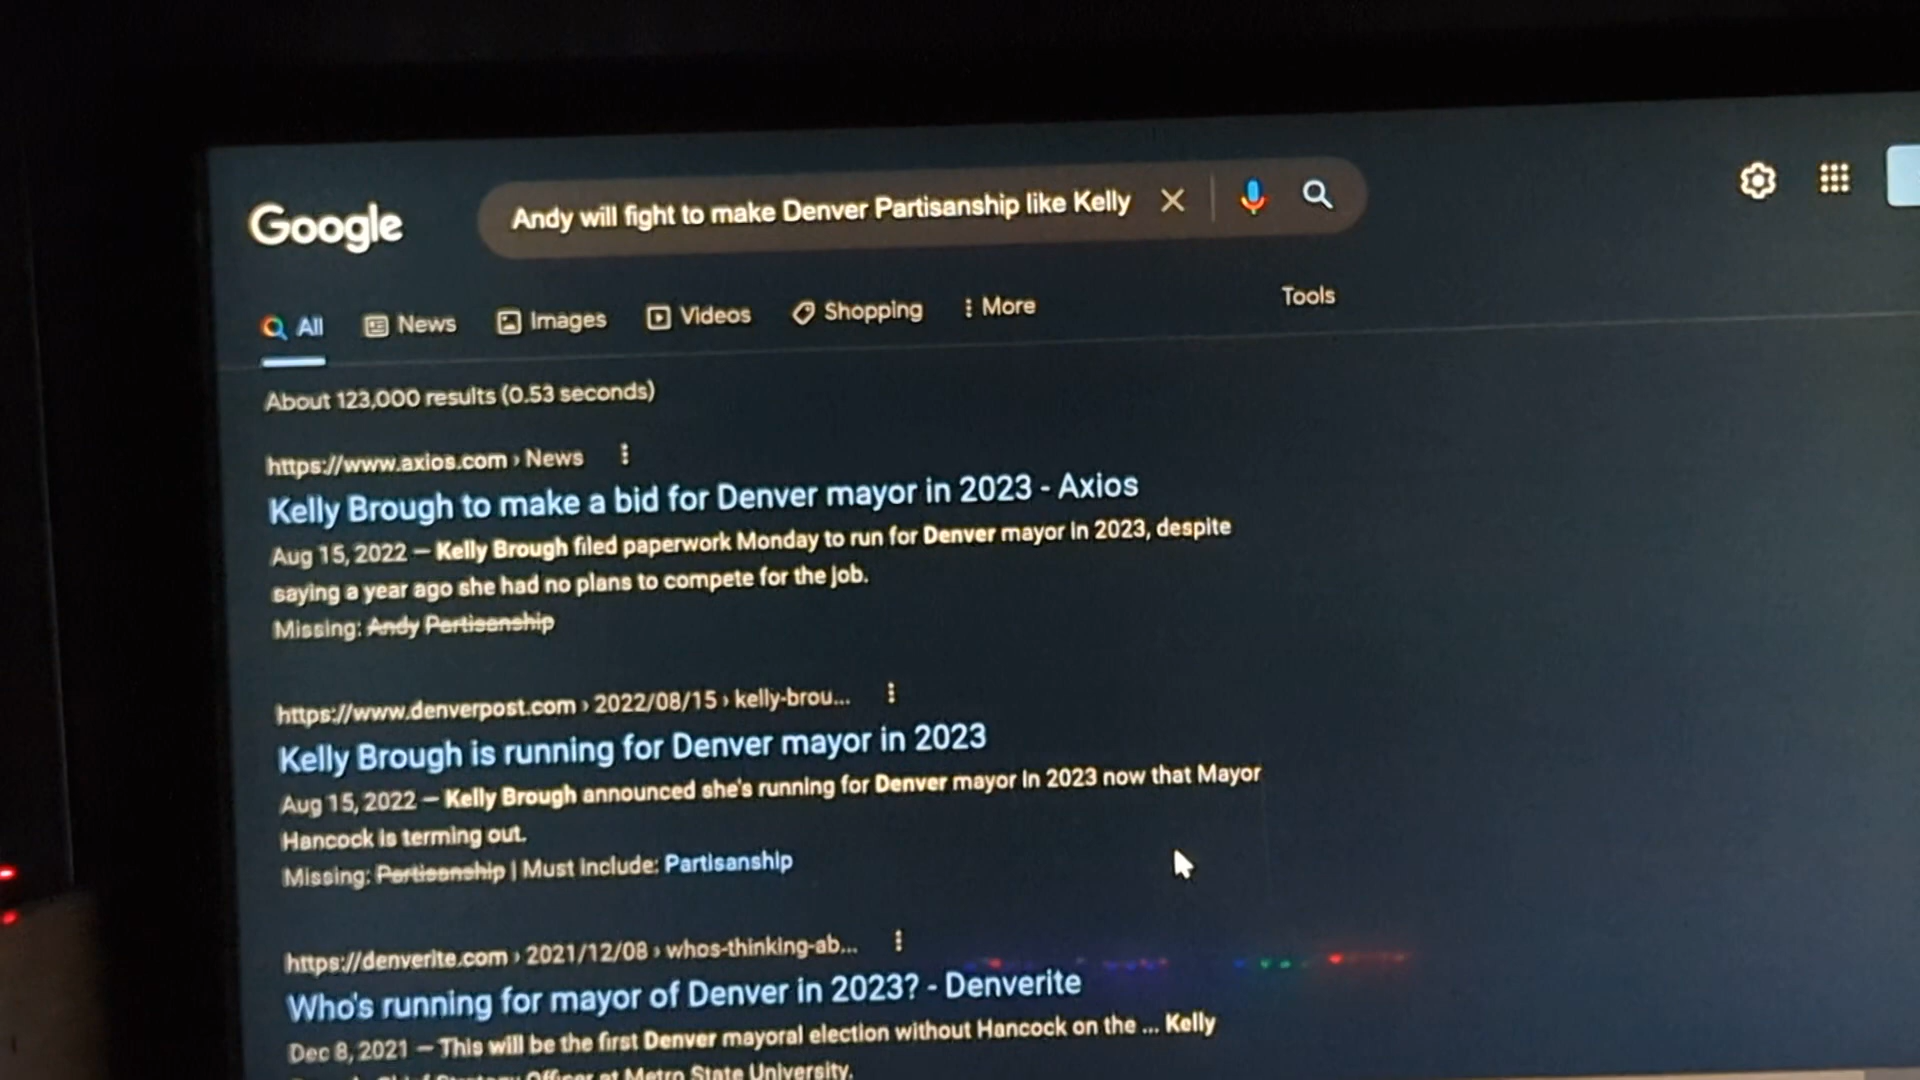 Google
Andy will fight to make Denver Partisanship like Kelly
All News Images Videos Shopping More Tools
About 123,000 results (0.53 seconds)
https://www.axios.com › News
Kelly Brough to make a bid for Denver mayor in 2023 - Axios
Aug 15, 2022 — Kelly Brough filed paperwork Monday to run for Denver mayor in 2023, despite
saying a year ago she had no plans to compete for the job.
Missing: Andy Partisanship
https://www.denverpost.com › 2022/08/15 › kelly-brou...
Kelly Brough is running for Denver mayor in 2023
Aug 15, 2022 — Kelly Brough announced she's running for Denver mayor in 2023 now that Mayor
Hancock is terming out.
Missing: Partisanship | Must include: Partisanship
https://denverite.com › 2021/12/08 › whos-thinking-ab...
Who's running for mayor of Denver in 2023? - Denverite
Dec 8, 2021 — This will be the first Denver mayoral election without Hancock on the ... Kelly
Officer at Metro State University.